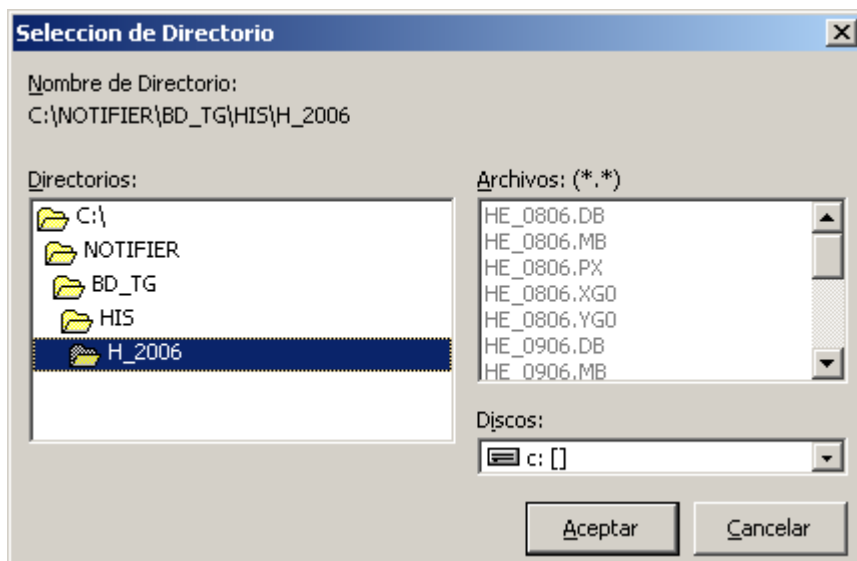 Seleccion de Directorio
Nombre de Directorio:
C:\NOTIFIER\BD_TG\HIS\H_2006
Directorios:
C:\
NOTIFIER
BD_TG
HIS
H_2006
Archivos: (*.*)
HE_0806.DB
HE_0806.MB
HE_0806.PX
HE_0806.XG0
HE_0806.YG0
HE_0906.DB
HE_0906.MB
Discos:
c: []
Aceptar
Cancelar